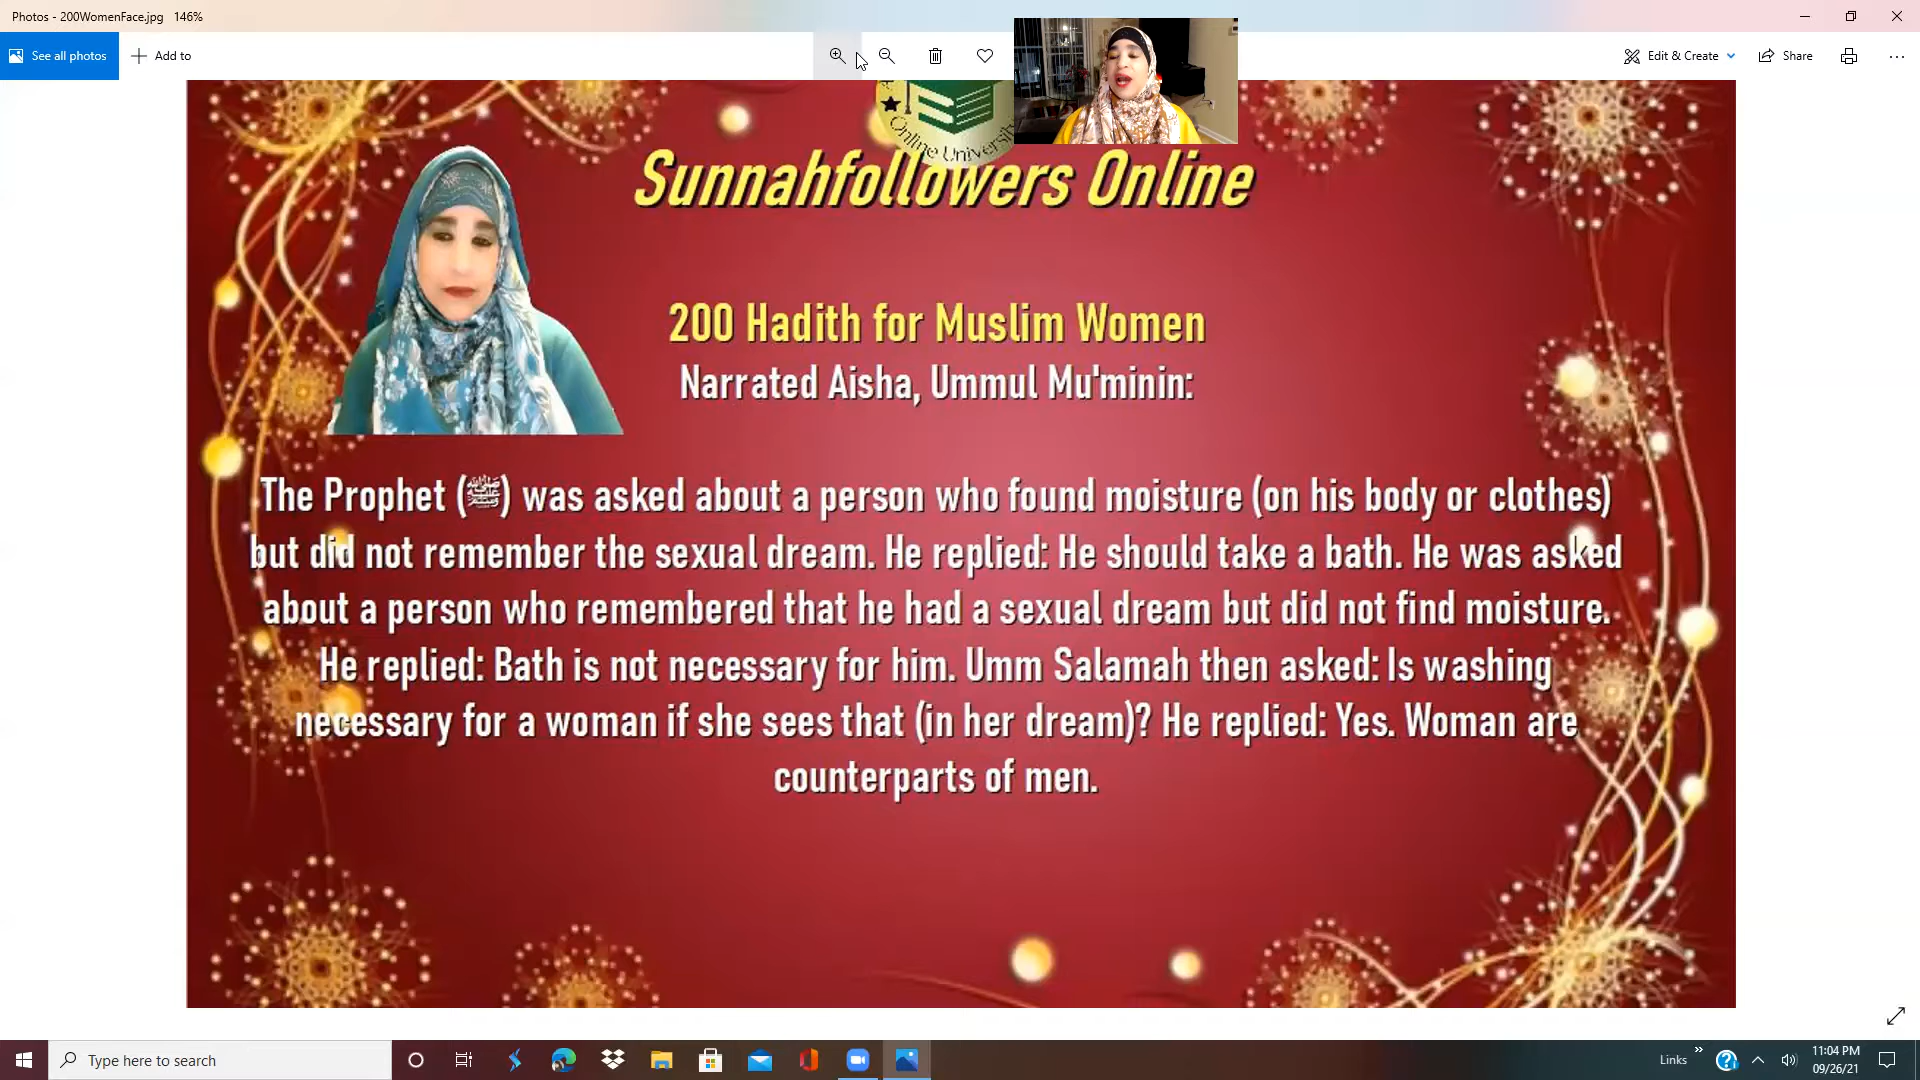 Photos - 200WomenFace.jpg 146%
See all photos
Add to
Edit & Create
Share
Online
Sunnahfollowers Online
200 Hadith for Muslim Women
Narrated Aisha, Ummul Mu'minin:
The Prophet (ﷺ) was asked about a person who found moisture (on his body or clothes)
but did not remember the sexual dream. He replied: He should take a bath. He was asked
about a person who remembered that he had a sexual dream but did not find moisture.
He replied: Bath is not necessary for him. Umm Salamah then asked: Is washing
necessary for a woman if she sees that (in her dream)? He replied: Yes. Woman are
counterparts of men.
Type here to search
Links
11:04 PM
09/26/21